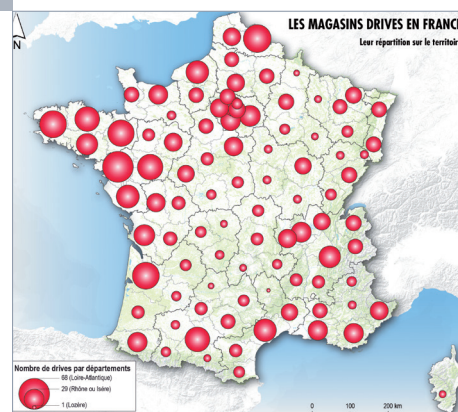 LES MAGASINS DRIVES EN FRANC
Leur répartition sur le territoir
N
Nombre de drives par départements
68 (Loire-Atlantique)
29 (Rhône ou Isère)
1 (Lozère)
0 100 200 km